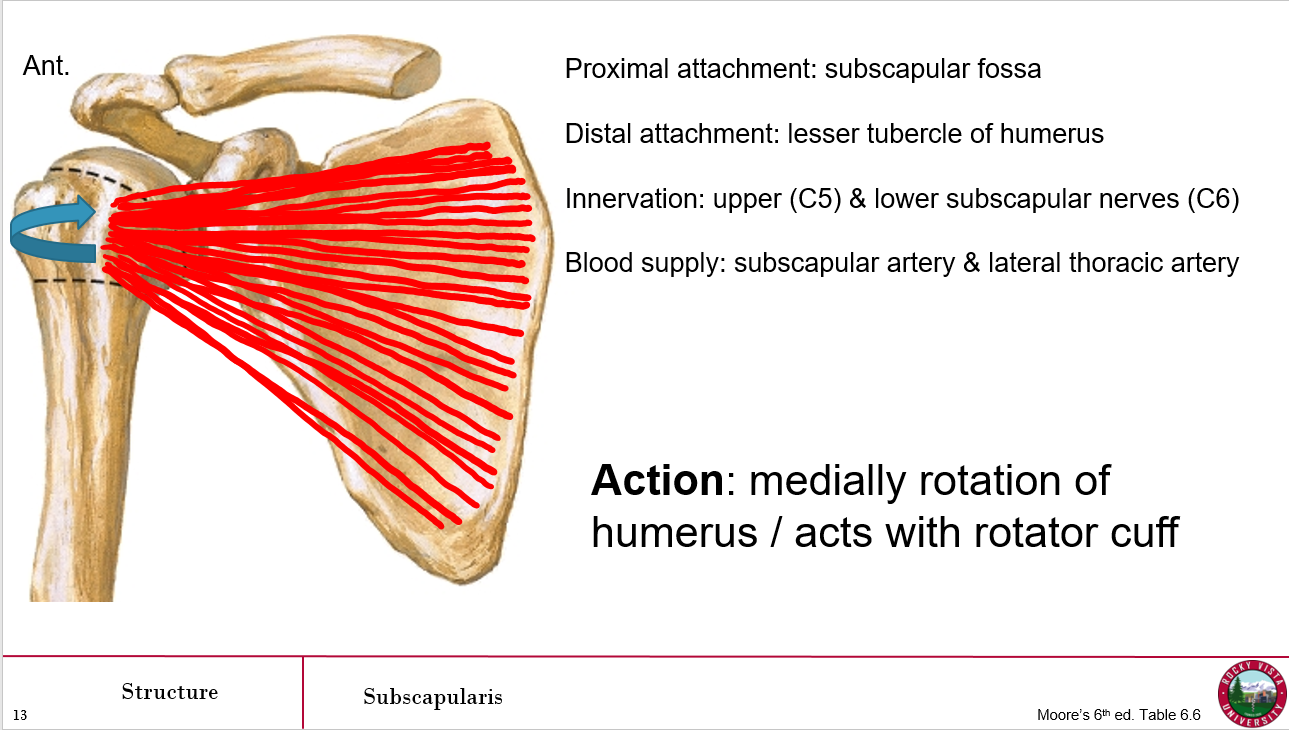 Ant.
Proximal attachment: subscapular fossa
Distal attachment: lesser tubercle of humerus
Innervation: upper (C5) & lower subscapular nerves (C6)
Blood supply: subscapular artery & lateral thoracic artery
Action: medially rotation of
humerus / acts with rotator cuff
Structure
Subscapularis
13
Moore’s 6th ed. Table 6.6
ROCKY VISTA
UNIVERSITY